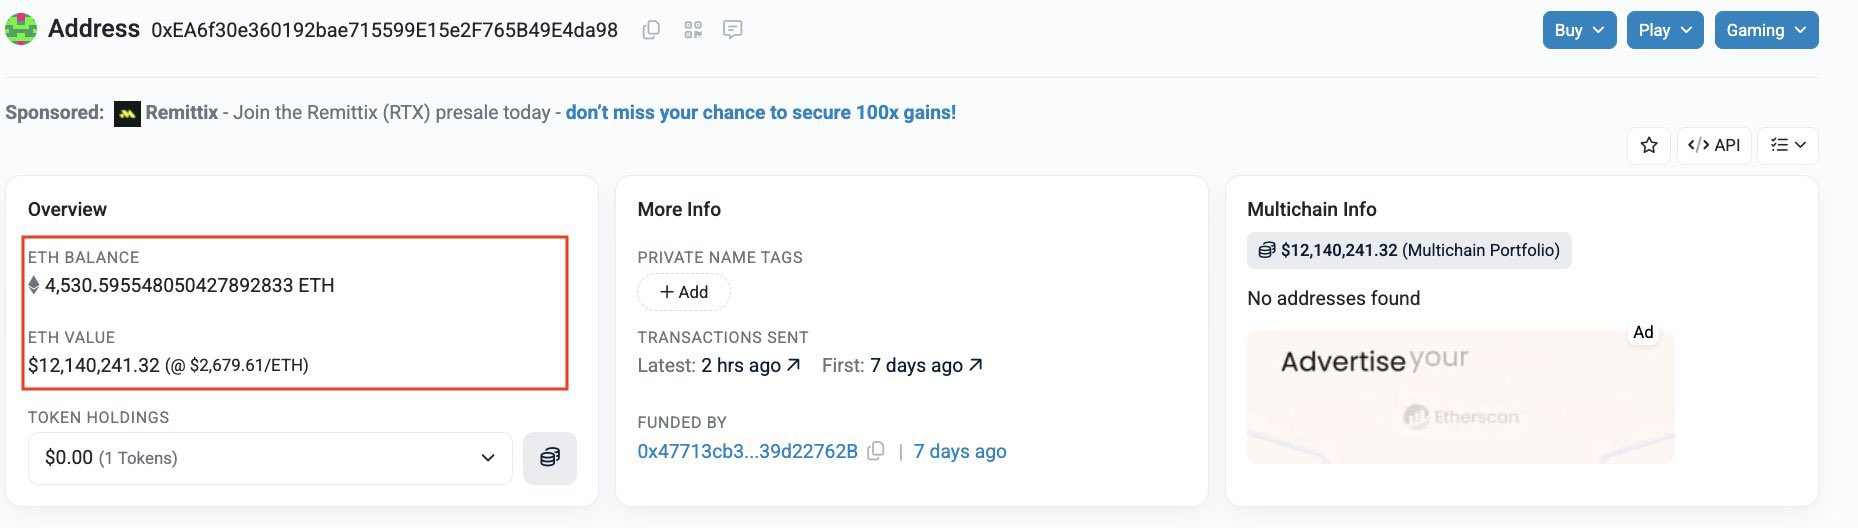 Address 0xEA6f30e360192bae715599E15e2F765B49E4da98
Buy
Play
Gaming
Sponsored: Remittix - Join the Remittix (RTX) presale today - don’t miss your chance to secure 100x gains!
</> API
Overview
ETH BALANCE
4,530.595548050427892833 ETH
ETH VALUE
$12,140,241.32 (@ $2,679.61/ETH)
TOKEN HOLDINGS
$0.00 (1 Tokens)
More Info
PRIVATE NAME TAGS
+ Add
TRANSACTIONS SENT
Latest: 2 hrs ago ↗ First: 7 days ago ↗
FUNDED BY
0x47713cb3...39d22762B | 7 days ago
Multichain Info
$12,140,241.32 (Multichain Portfolio)
No addresses found
Ad
Advertise your
Etherscan